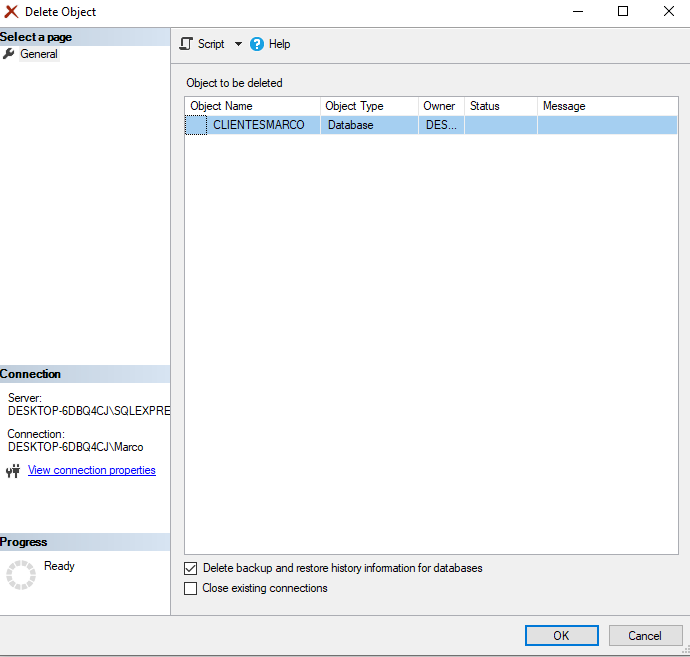 Delete Object
Select a page
General
Script
Help
Object to be deleted
Object Name Object Type Owner Status Message
CLIENTESMARCO Database DES...
Connection
Server:
DESKTOP-6DBQ4CJ\SQLEXPRE
Connection:
DESKTOP-6DBQ4CJ\Marco
View connection properties
Progress
Ready
Delete backup and restore history information for databases
Close existing connections
OK Cancel